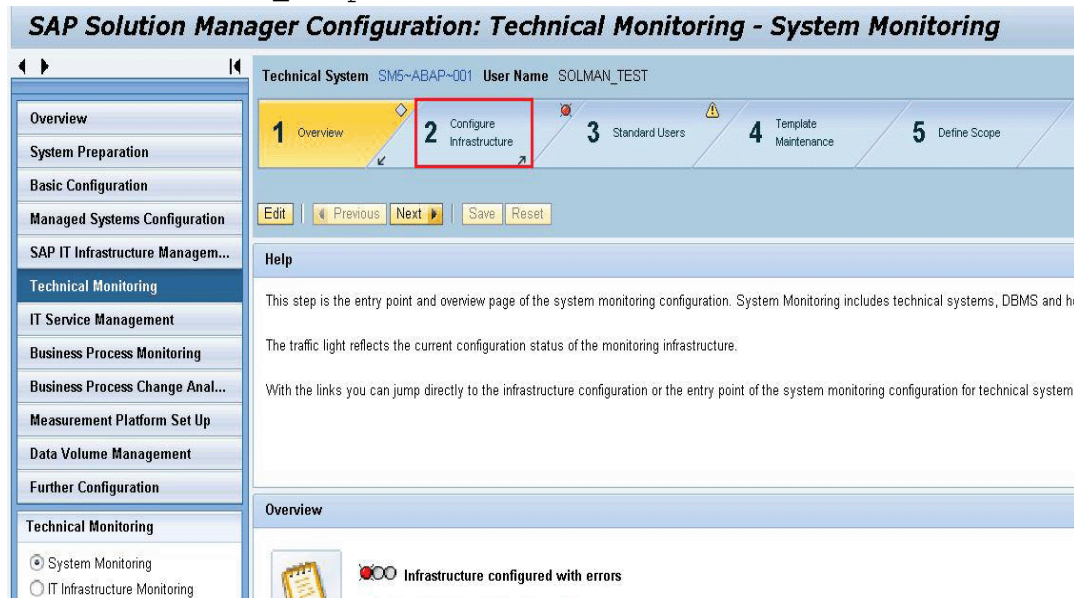 SAP Solution Manager Configuration: Technical Monitoring - System Monitoring
Technical System SM5~ABAP~001 User Name SOLMAN_TEST
1 Overview
2 Configure Infrastructure
3 Standard Users
4 Template Maintenance
5 Define Scope
Edit Previous Next Save Reset
Overview
System Preparation
Basic Configuration
Managed Systems Configuration
SAP IT Infrastructure Managem...
Technical Monitoring
IT Service Management
Business Process Monitoring
Business Process Change Anal...
Measurement Platform Set Up
Data Volume Management
Further Configuration
Technical Monitoring
System Monitoring
IT Infrastructure Monitoring
Help
This step is the entry point and overview page of the system monitoring configuration. System Monitoring includes technical systems, DBMS and h
The traffic light reflects the current configuration status of the monitoring infrastructure.
With the links you can jump directly to the infrastructure configuration or the entry point of the system monitoring configuration for technical system
Overview
Infrastructure configured with errors